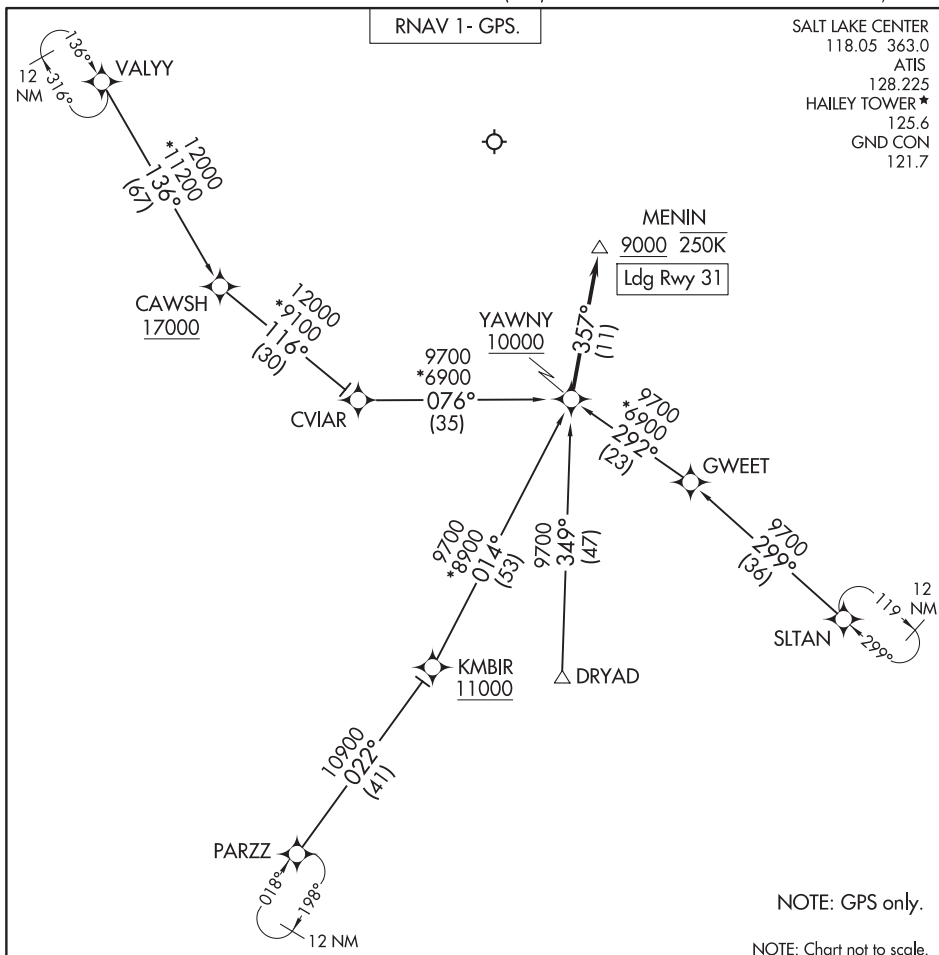 RNAV 1- GPS.
SALT LAKE CENTER
118.05 363.0
ATIS
128.225
HAILEY TOWER★
125.6
GND CON
121.7
136°
VALYY
12
NM
316°
12000
*11200
136°
(67)
MENIN
9000 250K
Ldg Rwy 31
CAWSH
17000
12000
*9100
116°
(30)
YAWNY
10000
357°
(11)
9700
*6900
076°
(35)
CVIAR
9700
*6900
292°
(23)
GWEET
9700
*8900
014°
(53)
9700
349°
(47)
9700
299°
(36)
119
12
NM
299°
SLTAN
KMBIR
11000
DRYAD
10900
022°
(41)
PARZZ
018°
198°
12 NM
NOTE: GPS only.
NOTE: Chart not to scale.